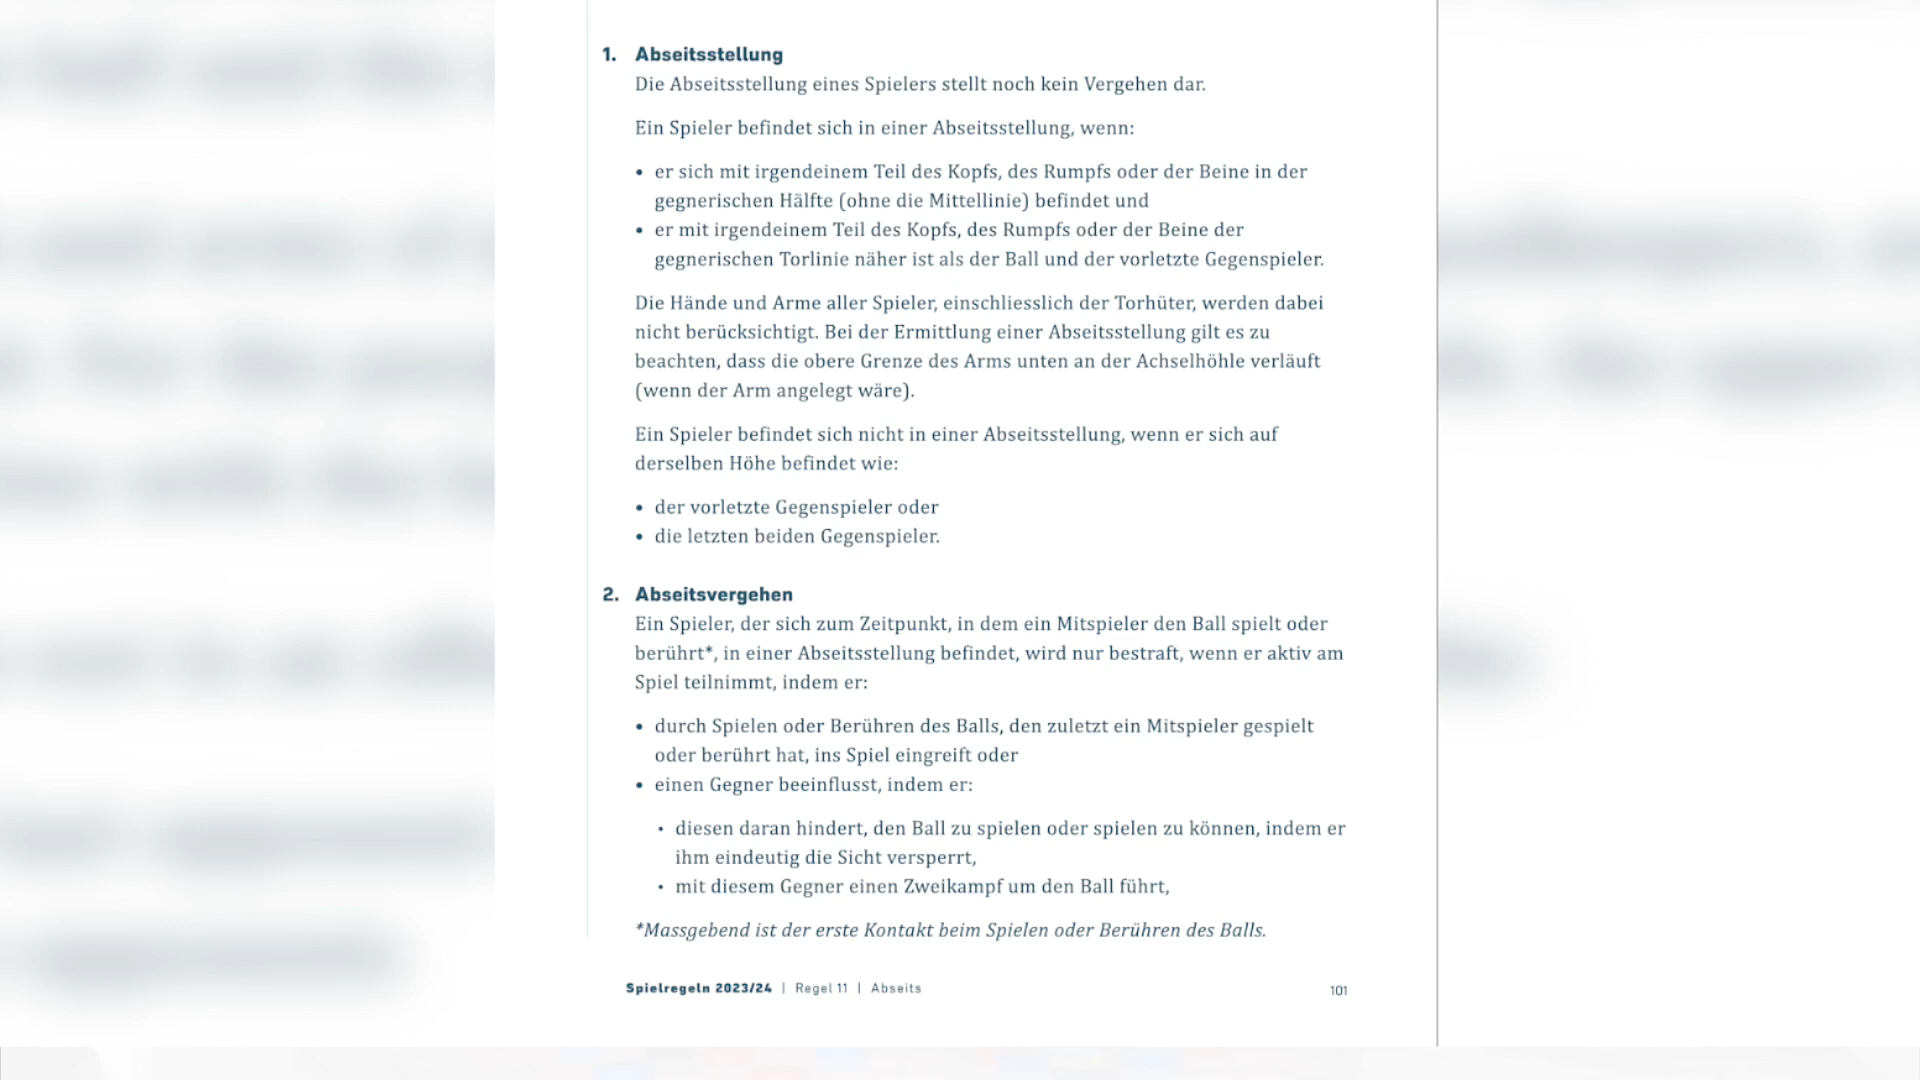 1. Abseitsstellung
Die Abseitsstellung eines Spielers stellt noch kein Vergehen dar.
Ein Spieler befindet sich in einer Abseitsstellung, wenn:
• er sich mit irgendeinem Teil des Kopfs, des Rumpfs oder der Beine in der
gegnerischen Hälfte (ohne die Mittellinie) befindet und
• er mit irgendeinem Teil des Kopfs, des Rumpfs oder der Beine der
gegnerischen Torlinie näher ist als der Ball und der vorletzte Gegenspieler.
Die Hände und Arme aller Spieler, einschliesslich der Torhüter, werden dabei
nicht berücksichtigt. Bei der Ermittlung einer Abseitsstellung gilt es zu
beachten, dass die obere Grenze des Arms unten an der Achselhöhle verläuft
(wenn der Arm angelegt wäre).
Ein Spieler befindet sich nicht in einer Abseitsstellung, wenn er sich auf
derselben Höhe befindet wie:
• der vorletzte Gegenspieler oder
• die letzten beiden Gegenspieler.
2. Abseitsvergehen
Ein Spieler, der sich zum Zeitpunkt, in dem ein Mitspieler den Ball spielt oder
berührt*, in einer Abseitsstellung befindet, wird nur bestraft, wenn er aktiv am
Spiel teilnimmt, indem er:
• durch Spielen oder Berühren des Balls, den zuletzt ein Mitspieler gespielt
oder berührt hat, ins Spiel eingreift oder
• einen Gegner beeinflusst, indem er:
• diesen daran hindert, den Ball zu spielen oder spielen zu können, indem er
ihm eindeutig die Sicht versperrt,
• mit diesem Gegner einen Zweikampf um den Ball führt,
*Massgebend ist der erste Kontakt beim Spielen oder Berühren des Balls.
Spielregeln 2023/24 | Regel 11 | Abseits 101